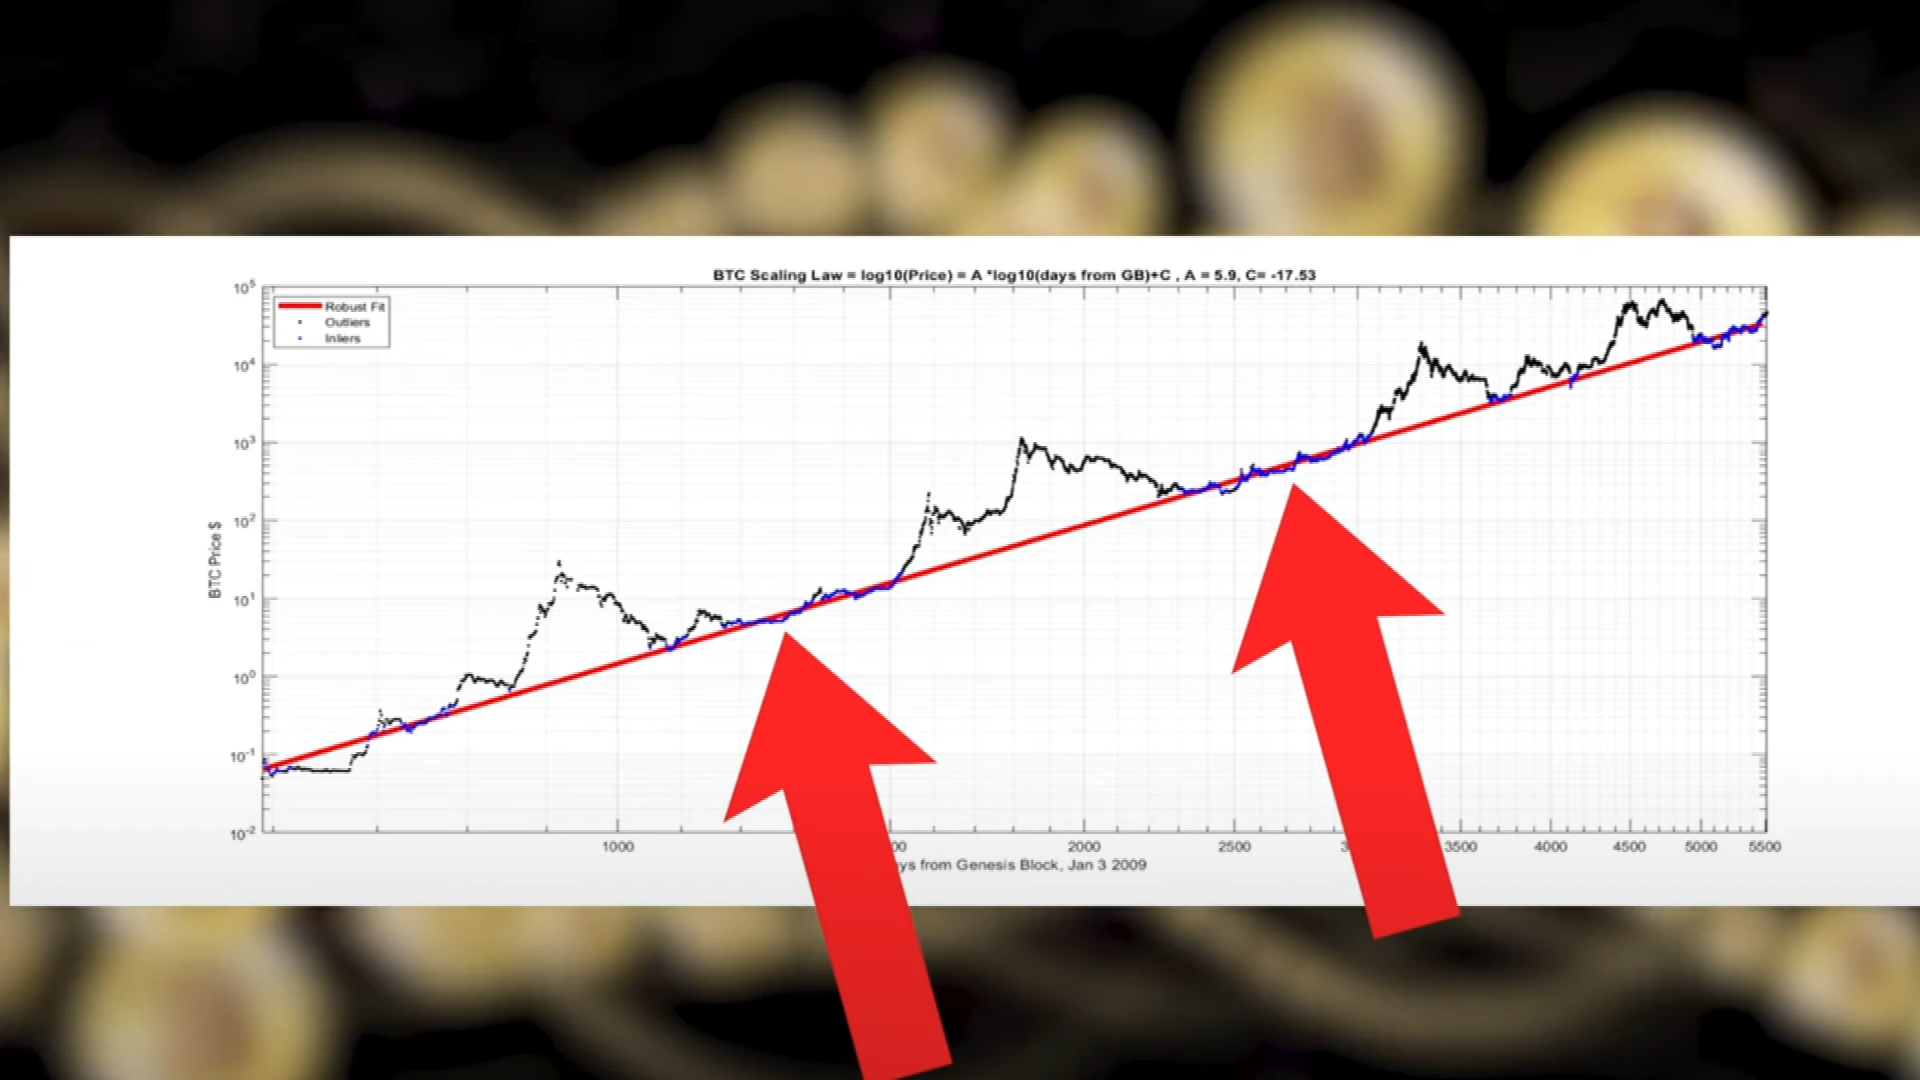 BTC Scaling Law = log10(Price) = A *log10(days from GB)+C , A = 5.9, C= -17.53
Robust Fit
Outliers
Inliers
BTC Price $
10^5
10^4
10^3
10^2
10^1
10^0
10^-1
10^-2
1000 2000 2500 3500 4000 4500 5000 5500
from Genesis Block, Jan 3 2009